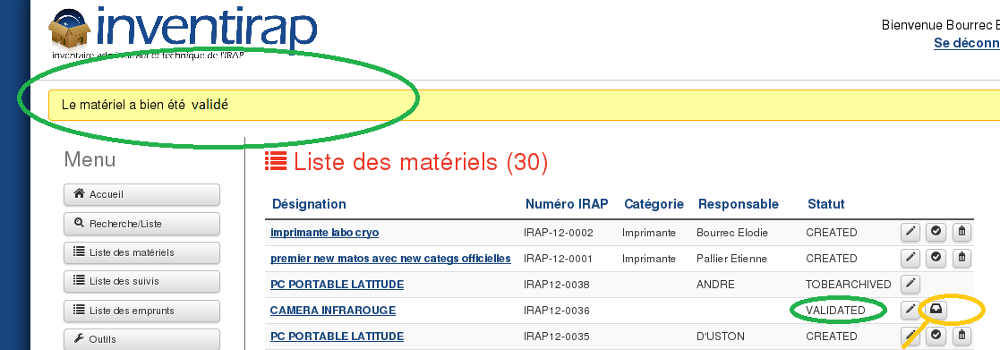 inventirap
inventaire administratif et technique de l'IRAP
Bienvenue Bourrec E
Se déconn
Le matériel a bien été validé
Menu
Accueil
Recherche/Liste
Liste des matériels
Liste des suivis
Liste des emprunts
Outils
Liste des matériels (30)
Désignation Numéro IRAP Catégorie Responsable Statut
imprimante labo cryo IRAP-12-0002 Imprimante Bourrec Elodie CREATED
premier new matos avec new categs officielles IRAP-12-0001 Imprimante Pallier Etienne CREATED
PC PORTABLE LATITUDE IRAP12-0038 ANDRE TOBEARCHIVED
CAMERA INFRAROUGE IRAP12-0036 VALIDATED
PC PORTABLE LATITUDE IRAP12-0035 D'USTON CREATED